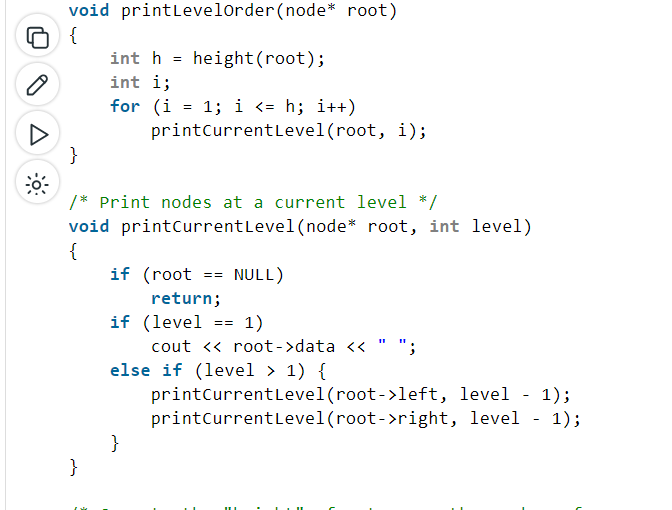 void printLevelOrder(node* root)
{
    int h = height(root);
    int i;
    for (i = 1; i <= h; i++)
        printCurrentLevel(root, i);
}
/* Print nodes at a current level */
void printCurrentLevel(node* root, int level)
{
    if (root == NULL)
        return;
    if (level == 1)
        cout << root->data << " ";
    else if (level > 1) {
        printCurrentLevel(root->left, level - 1);
        printCurrentLevel(root->right, level - 1);
    }
}